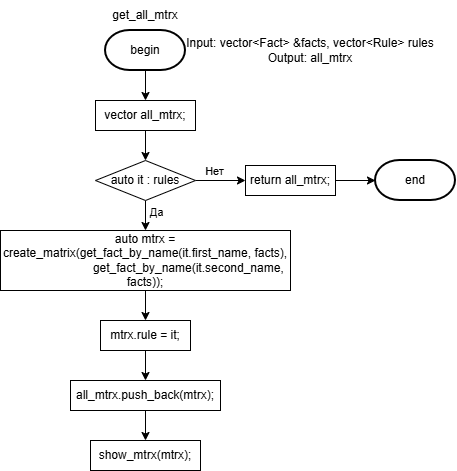 get_all_mtrx
begin
Input: vector<Fact> &facts, vector<Rule> rules
Output: all_mtrx
vector all_mtrx;
auto it : rules
Нет
return all_mtrx;
end
Да
auto mtrx =
create_matrix(get_fact_by_name(it.first_name, facts),
get_fact_by_name(it.second_name,
facts));
mtrx.rule = it;
all_mtrx.push_back(mtrx);
show_mtrx(mtrx);